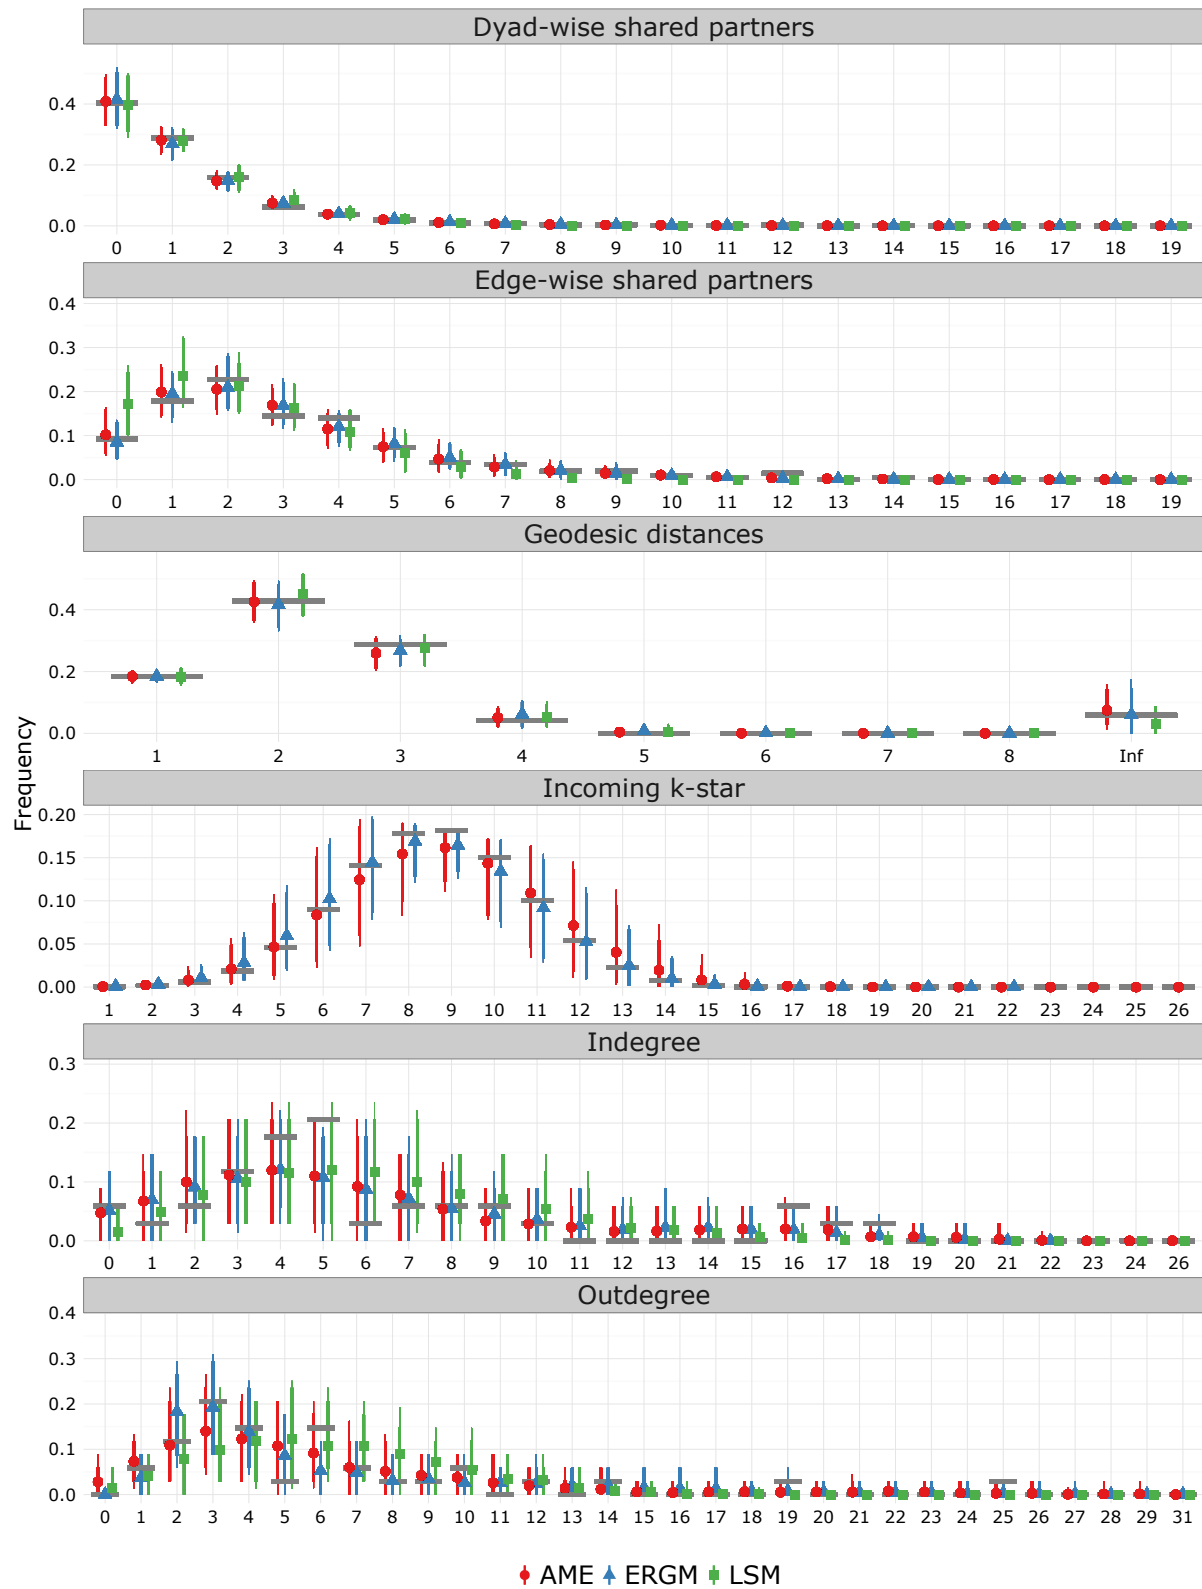 Dyad-wise shared partners
0.4
0.2
0.0
0 1 2 3 4 5 6 7 8 9 10 11 12 13 14 15 16 17 18 19
Edge-wise shared partners
0.4
0.3
0.2
0.1
0.0
0 1 2 3 4 5 6 7 8 9 10 11 12 13 14 15 16 17 18 19
Geodesic distances
0.4
0.2
0.0
1 2 3 4 5 6 7 8 Inf
Frequency
Incoming k-star
0.20
0.15
0.10
0.05
0.00
1 2 3 4 5 6 7 8 9 10 11 12 13 14 15 16 17 18 19 20 21 22 23 24 25 26
Indegree
0.3
0.2
0.1
0.0
0 1 2 3 4 5 6 7 8 9 10 11 12 13 14 15 16 17 18 19 20 21 22 23 24 26
Outdegree
0.4
0.3
0.2
0.1
0.0
0 1 2 3 4 5 6 7 8 9 10 11 12 13 14 15 16 17 18 19 20 21 22 23 24 25 26 27 28 29 31
AME ERGM LSM